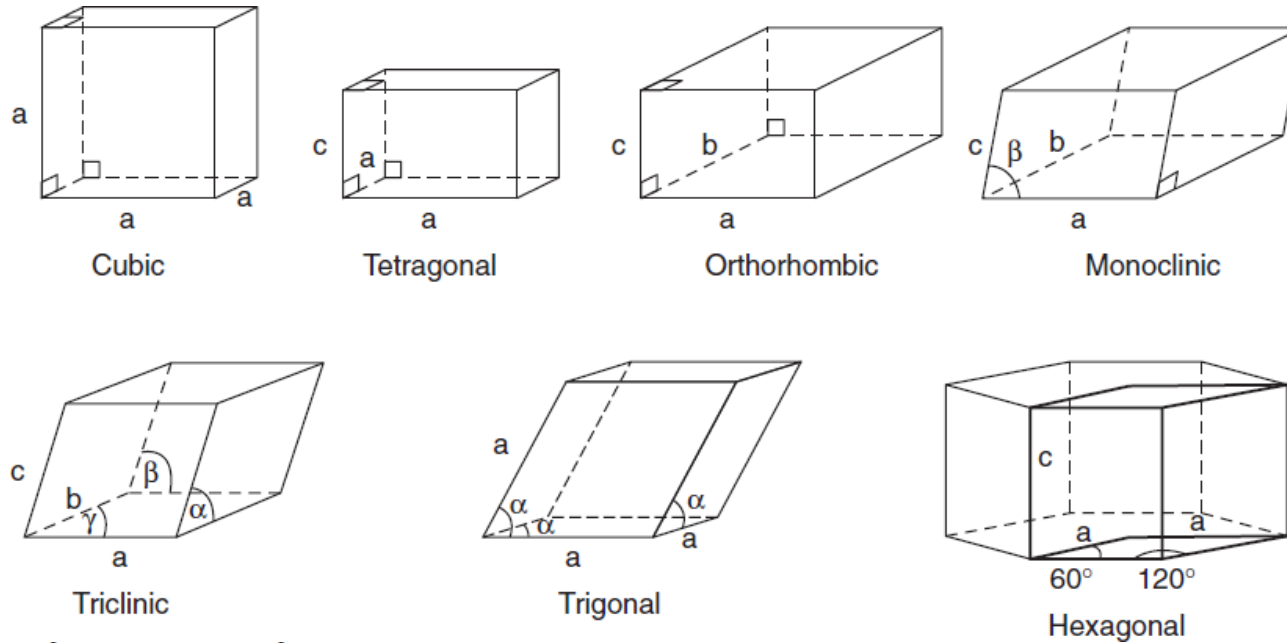 a
a
a
Cubic
c
a
a
Tetragonal
c
b
a
Orthorhombic
c
β
b
a
Monoclinic
c
b
γ
β
α
a
Triclinic
a
α
α
α
a
a
Trigonal
c
a
a
60° 120°
Hexagonal